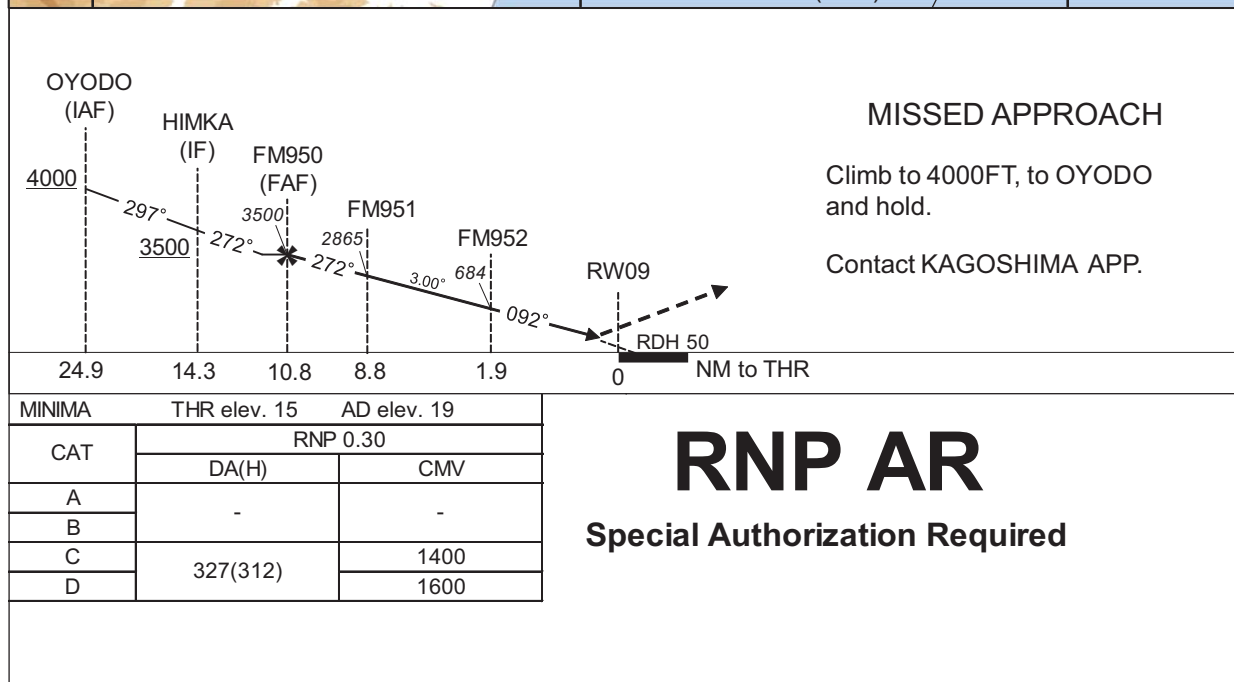 OYODO
(IAF)
HIMKA
(IF)
FM950
(FAF)
FM951
FM952
RW09
4000
297°
3500
272°
3500
272°
2865
3.00°
684
092°
RDH 50
24.9 14.3 10.8 8.8 1.9 0 NM to THR
MISSED APPROACH
Climb to 4000FT, to OYODO
and hold.
Contact KAGOSHIMA APP.
MINIMA THR elev. 15 AD elev. 19
CAT RNP 0.30
DA(H) CMV
A - -
B
C 327(312) 1400
D 1600
RNP AR
Special Authorization Required